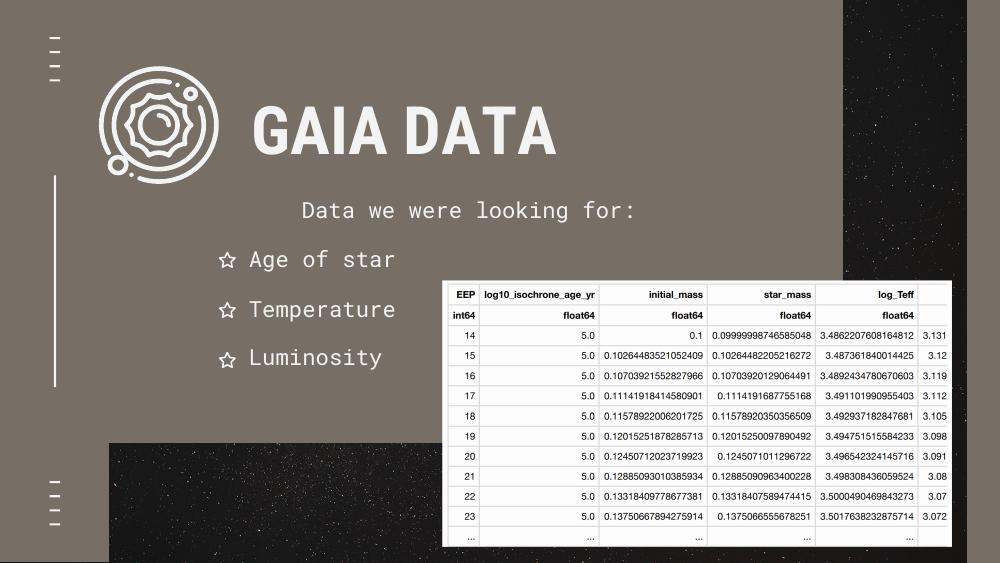 GAIA DATA
Data we were looking for:
Age of star
Temperature
Luminosity
EEP log10_isochrone_age_yr initial_mass star_mass log_Teff
int64 float64 float64 float64 float64
14 5.0 0.1 0.09999998746585048 3.4862207608164812 3.131
15 5.0 0.10264483521052409 0.10264482205216272 3.487361840014425 3.12
16 5.0 0.10703921552827966 0.10703920129064491 3.4892434780670603 3.119
17 5.0 0.11141918414580901 0.1114191687755168 3.491101990955403 3.112
18 5.0 0.11578922006201725 0.11578920350356509 3.492937182847681 3.105
19 5.0 0.12015251878285713 0.12015250097890492 3.494751515584233 3.098
20 5.0 0.12450712023719923 0.1245071011296722 3.496542324145716 3.091
21 5.0 0.12885093010385934 0.12885090963400228 3.498308436059524 3.08
22 5.0 0.13318409778677381 0.13318407589474415 3.5000490469843273 3.07
23 5.0 0.13750667894275914 0.1375066555678251 3.5017638232875714 3.072
... ... ... ... ...